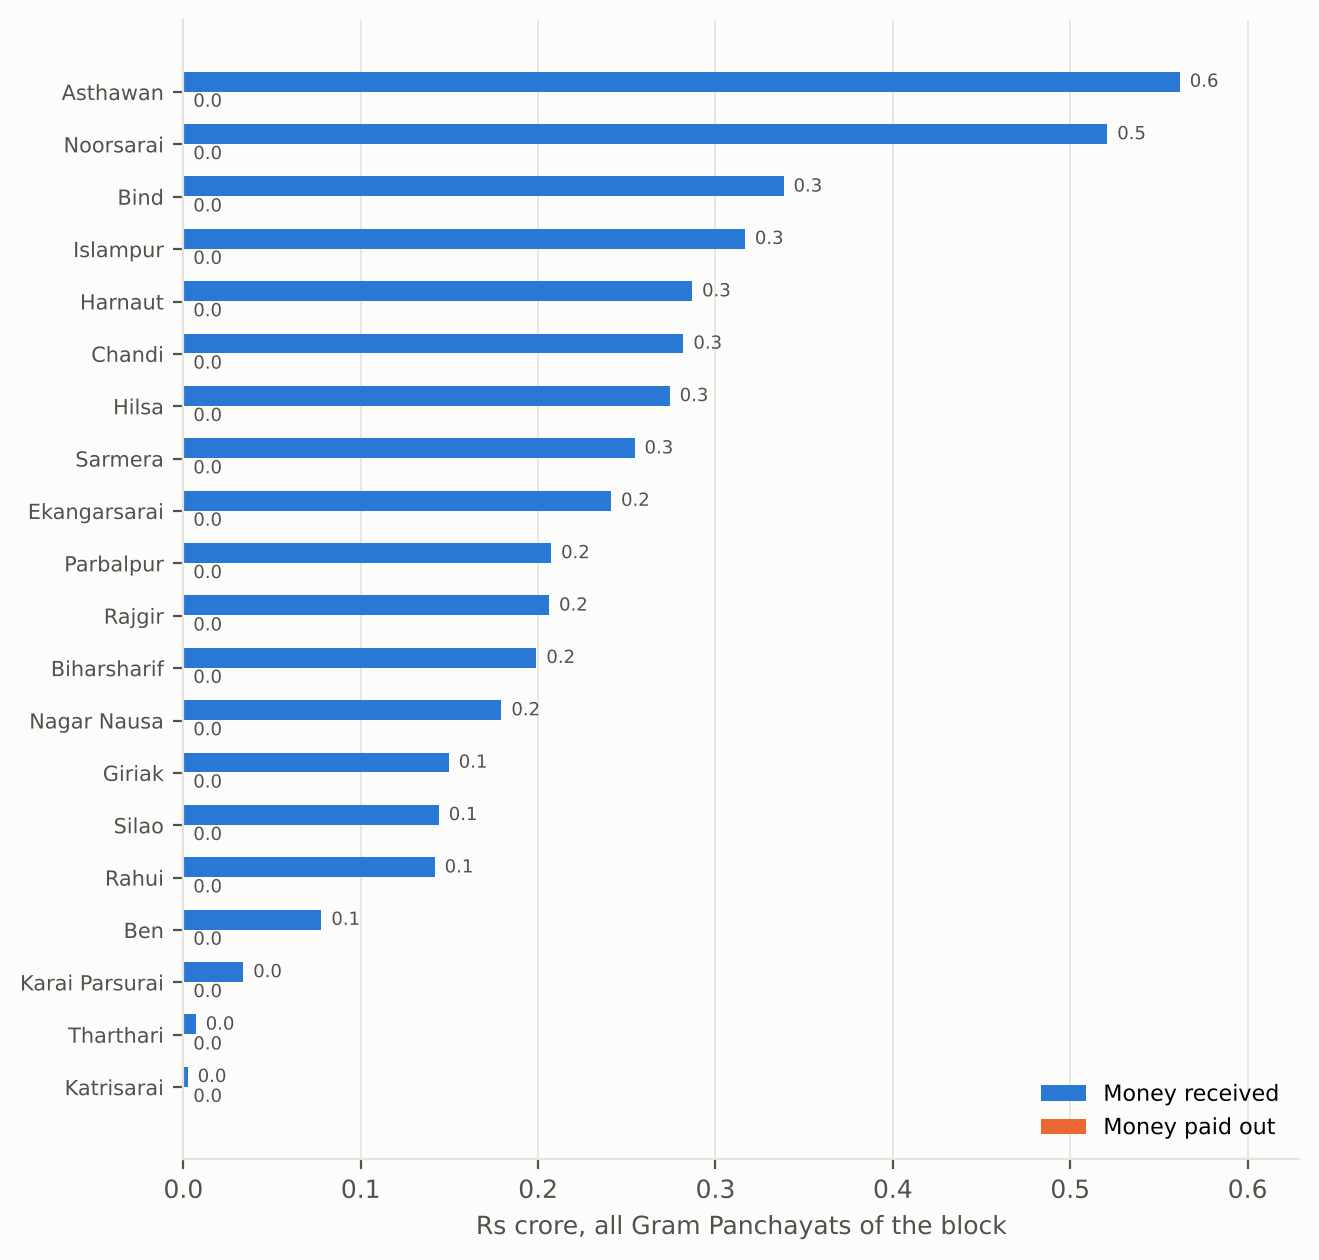 Asthawan 0.6
0.0
Noorsarai 0.5
0.0
Bind 0.3
0.0
Islampur 0.3
0.0
Harnaut 0.3
0.0
Chandi 0.3
0.0
Hilsa 0.3
0.0
Sarmera 0.3
0.0
Ekangarsarai 0.2
0.0
Parbalpur 0.2
0.0
Rajgir 0.2
0.0
Biharsharif 0.2
0.0
Nagar Nausa 0.2
0.0
Giriak 0.1
0.0
Silao 0.1
0.0
Rahui 0.1
0.0
Ben 0.1
0.0
Karai Parsurai 0.0
0.0
Tharthari 0.0
0.0
Katrisarai 0.0
0.0
Money received
Money paid out
0.0 0.1 0.2 0.3 0.4 0.5 0.6
Rs crore, all Gram Panchayats of the block